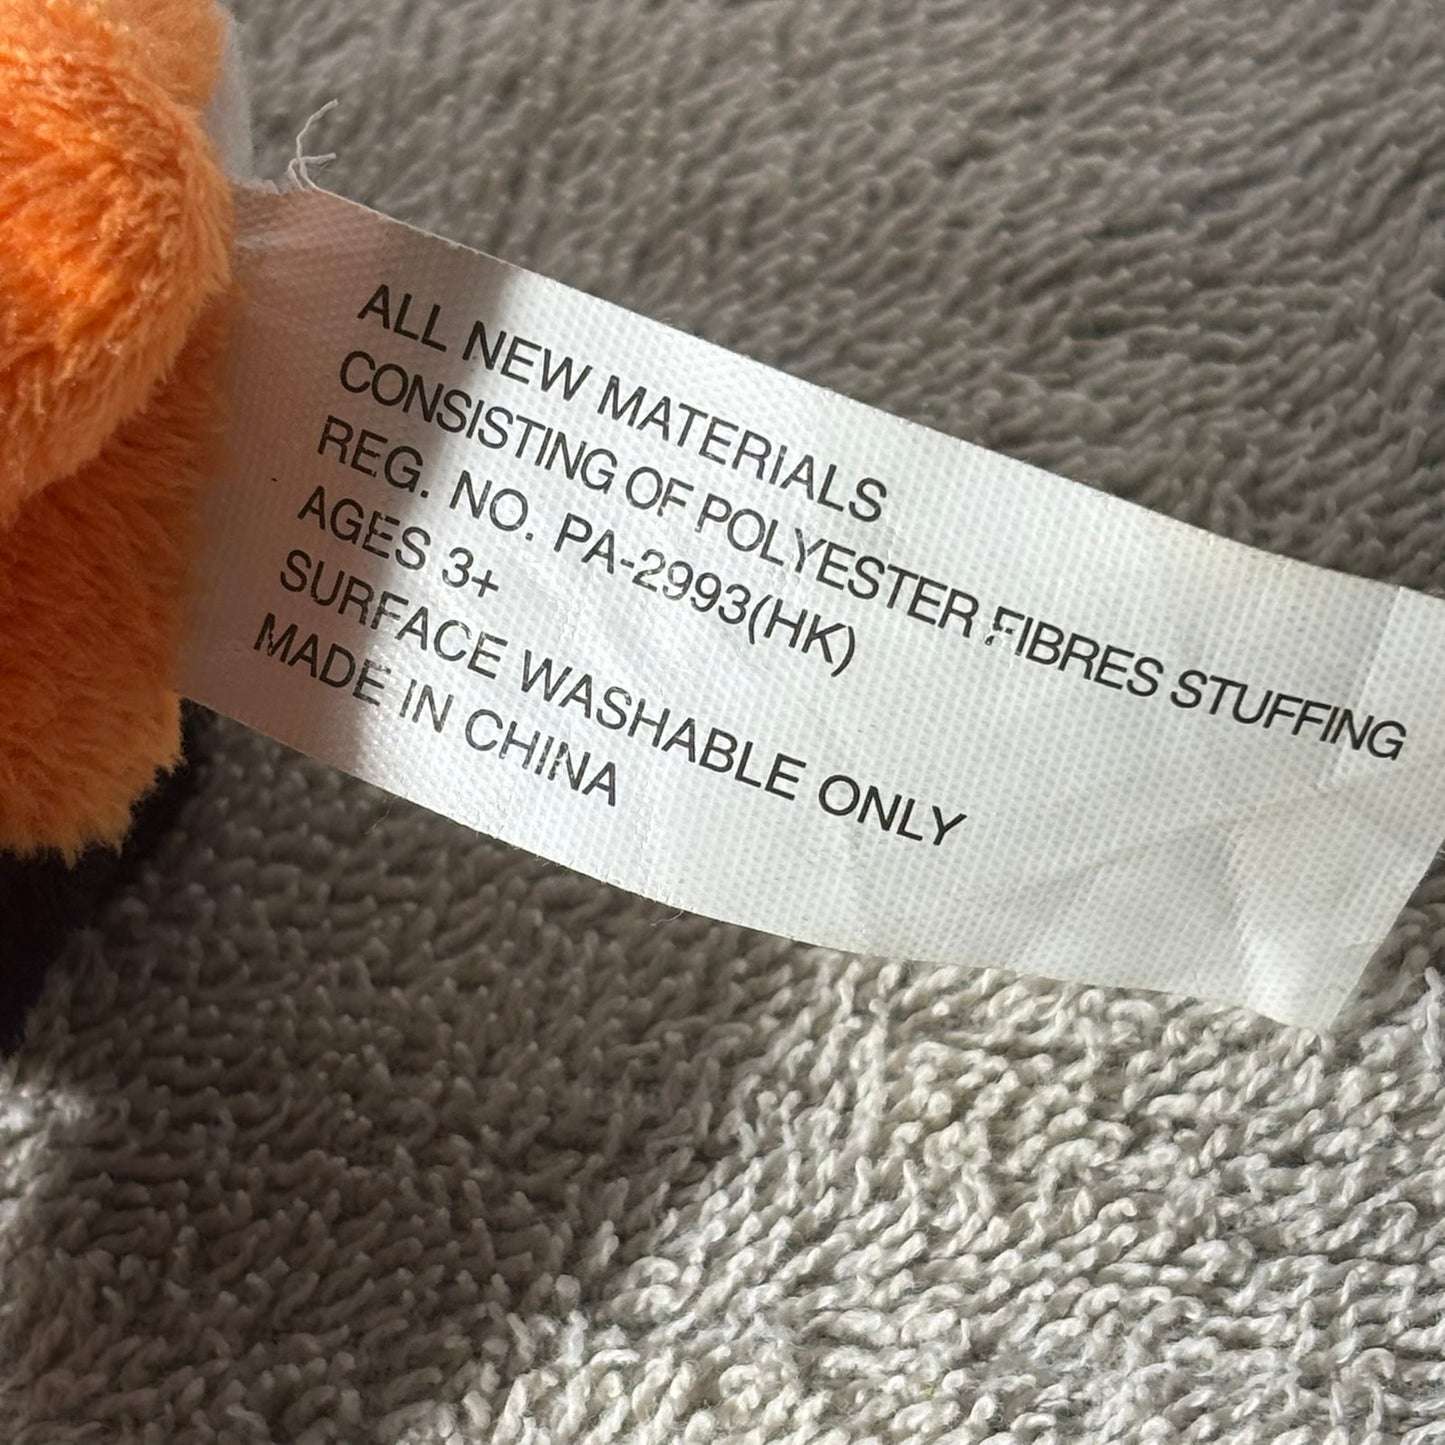 ALL NEW MATERIALS
CONSISTING OF POLYESTER FIBRES STUFFING
REG. NO. PA-2993(HK)
AGES 3+
SURFACE WASHABLE ONLY
MADE IN CHINA